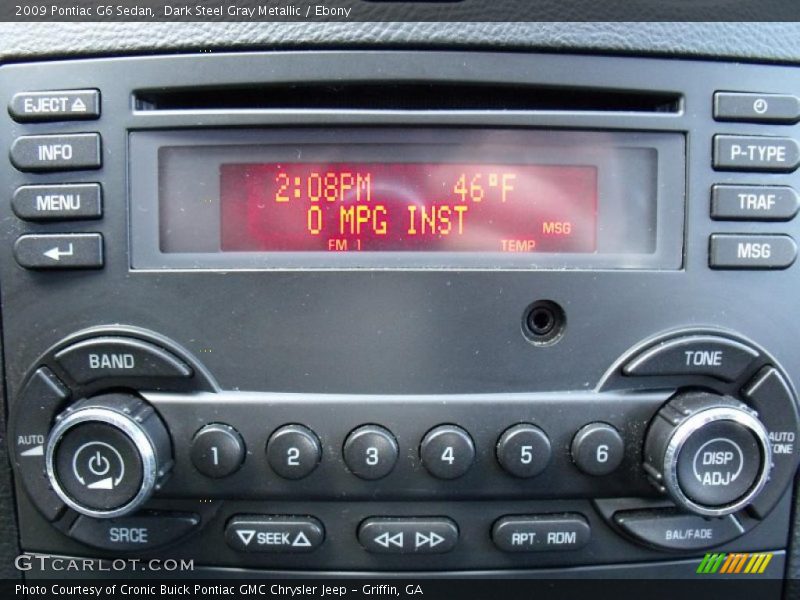 2009 Pontiac G6 Sedan,  Dark Steel Gray Metallic / Ebony
EJECT
INFO
P-TYPE
MENU
TRAF
MSG
2:08PM 46°F
0 MPG INST MSG
FM 1 TEMP
BAND
TONE
AUTO
AUTO TONE
1 2 3 4 5 6
DISP
ADJ
SRCE
SEEK
RPT RDM
BAL/FADE
GTCARLOT.COM
Photo Courtesy of Cronic Buick Pontiac GMC Chrysler Jeep – Griffin, GA